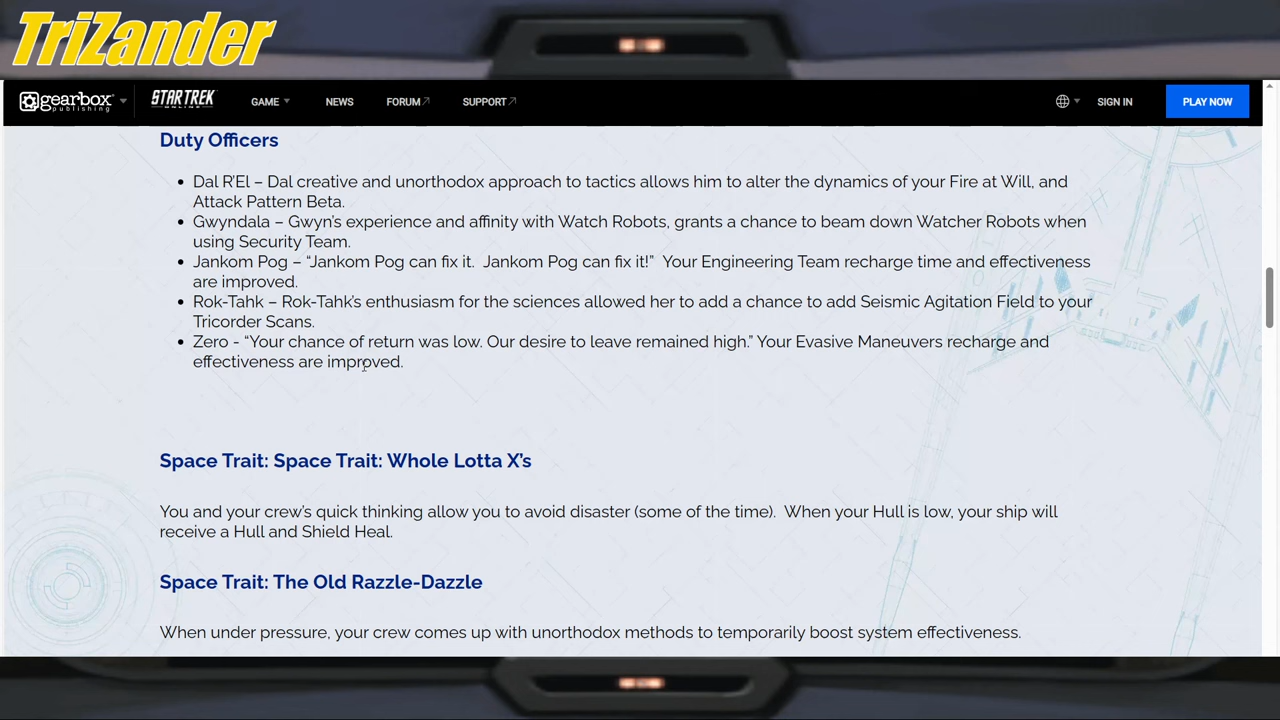 TriZander
gearbox publishing
STAR TREK ONLINE
GAME
NEWS
FORUM
SUPPORT
SIGN IN
PLAY NOW
Duty Officers
• Dal R'El – Dal creative and unorthodox approach to tactics allows him to alter the dynamics of your Fire at Will, and
Attack Pattern Beta.
• Gwyndala – Gwyn's experience and affinity with Watch Robots, grants a chance to beam down Watcher Robots when
using Security Team.
• Jankom Pog – “Jankom Pog can fix it.  Jankom Pog can fix it!”  Your Engineering Team recharge time and effectiveness
are improved.
• Rok-Tahk – Rok-Tahk's enthusiasm for the sciences allowed her to add a chance to add Seismic Agitation Field to your
Tricorder Scans.
• Zero - “Your chance of return was low. Our desire to leave remained high.” Your Evasive Maneuvers recharge and
effectiveness are improved.
Space Trait: Space Trait: Whole Lotta X's
You and your crew's quick thinking allow you to avoid disaster (some of the time).  When your Hull is low, your ship will
receive a Hull and Shield Heal.
Space Trait: The Old Razzle-Dazzle
When under pressure, your crew comes up with unorthodox methods to temporarily boost system effectiveness.